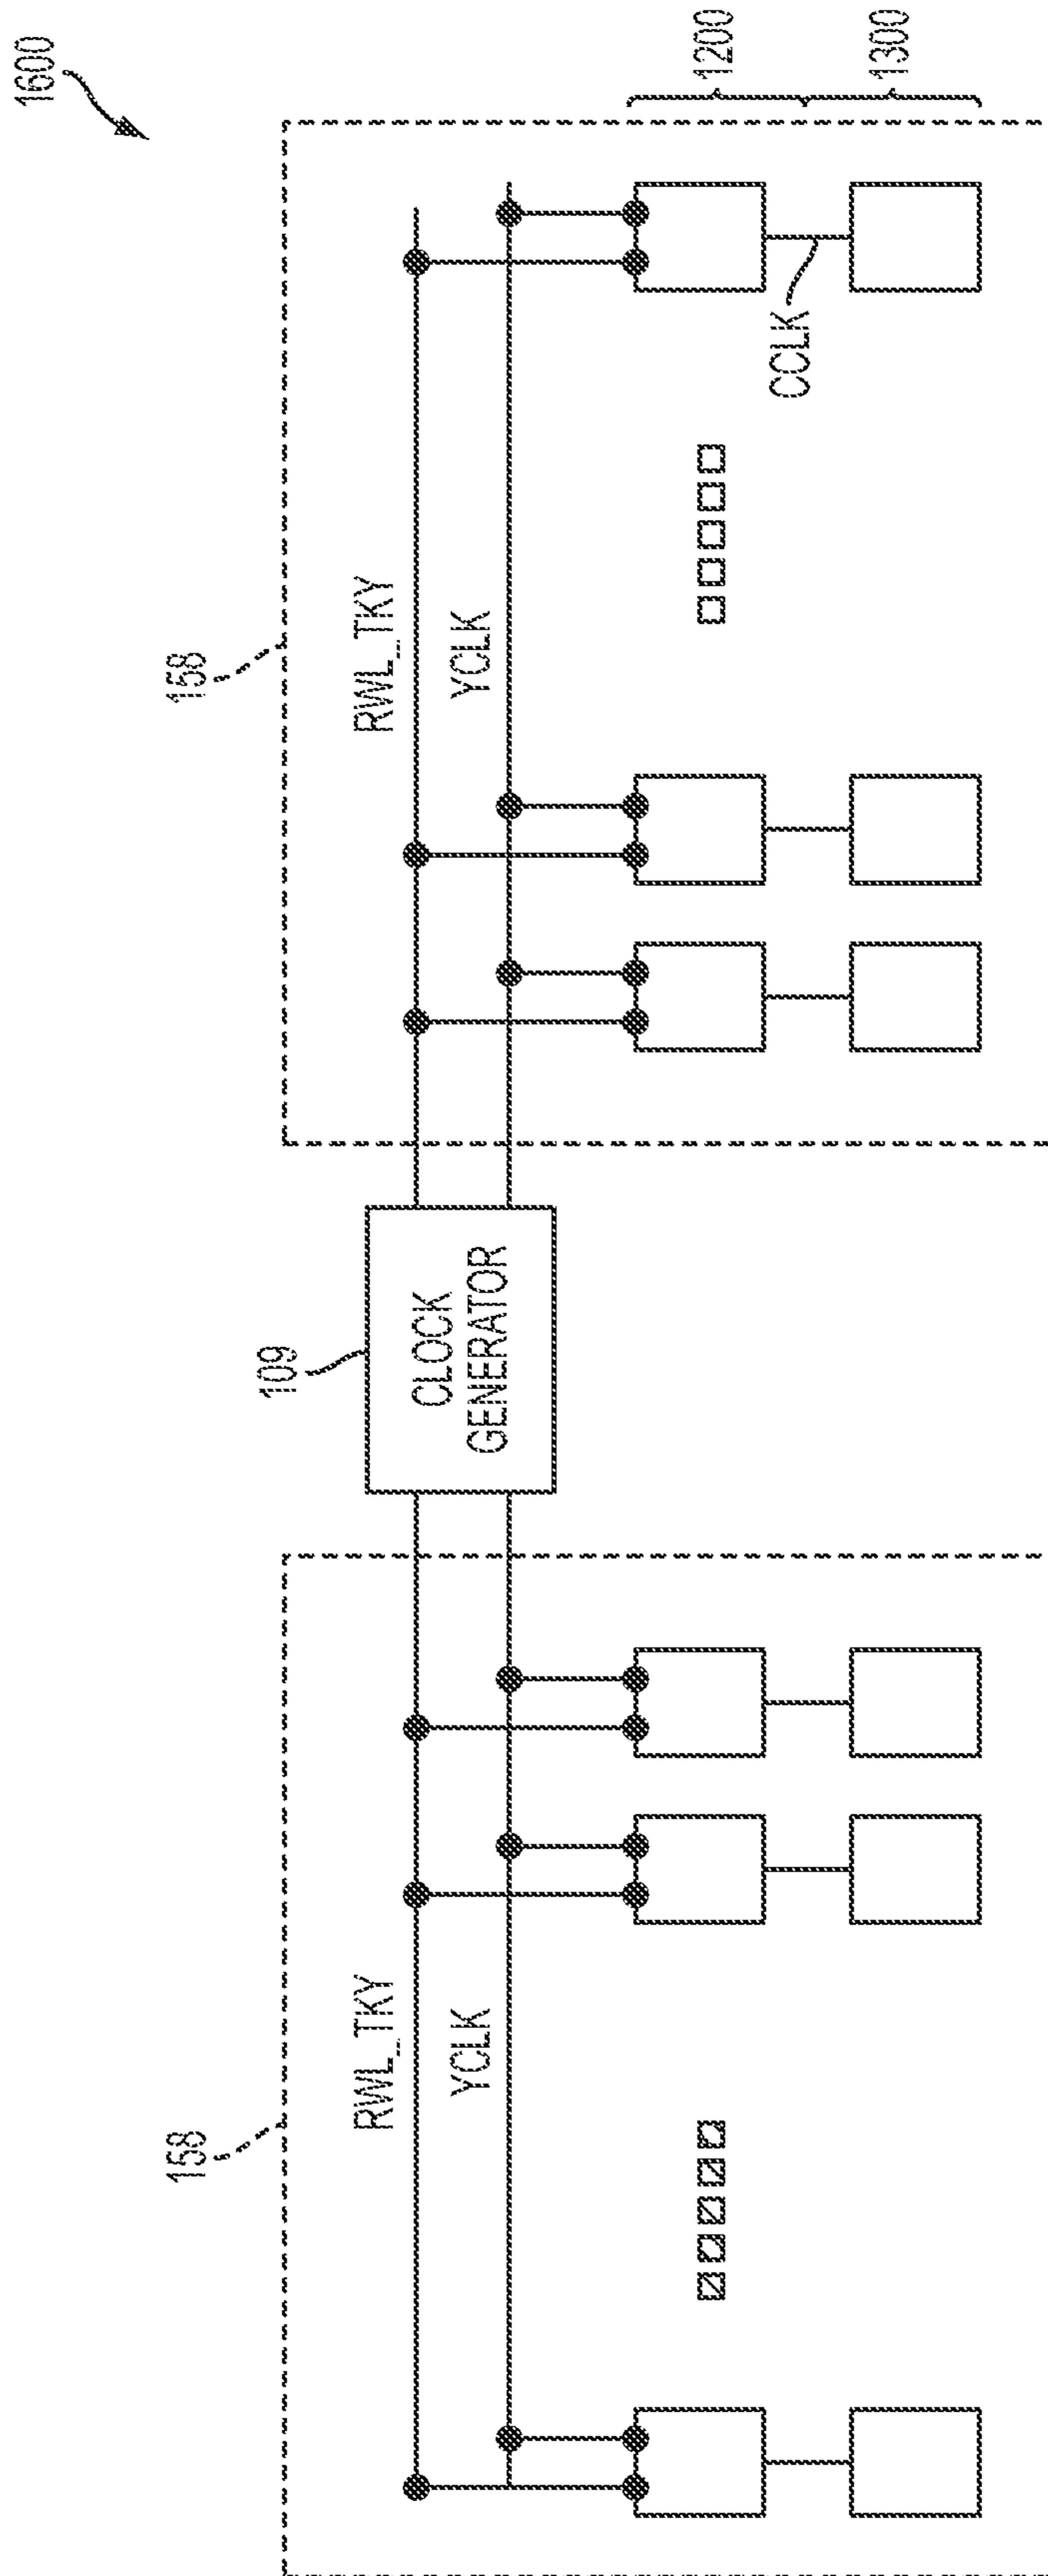 1600
158
158
109
CLOCK
GENERATOR
RWL_TKY
YCLK
RWL_TKY
YCLK
CCLK
1200
1300